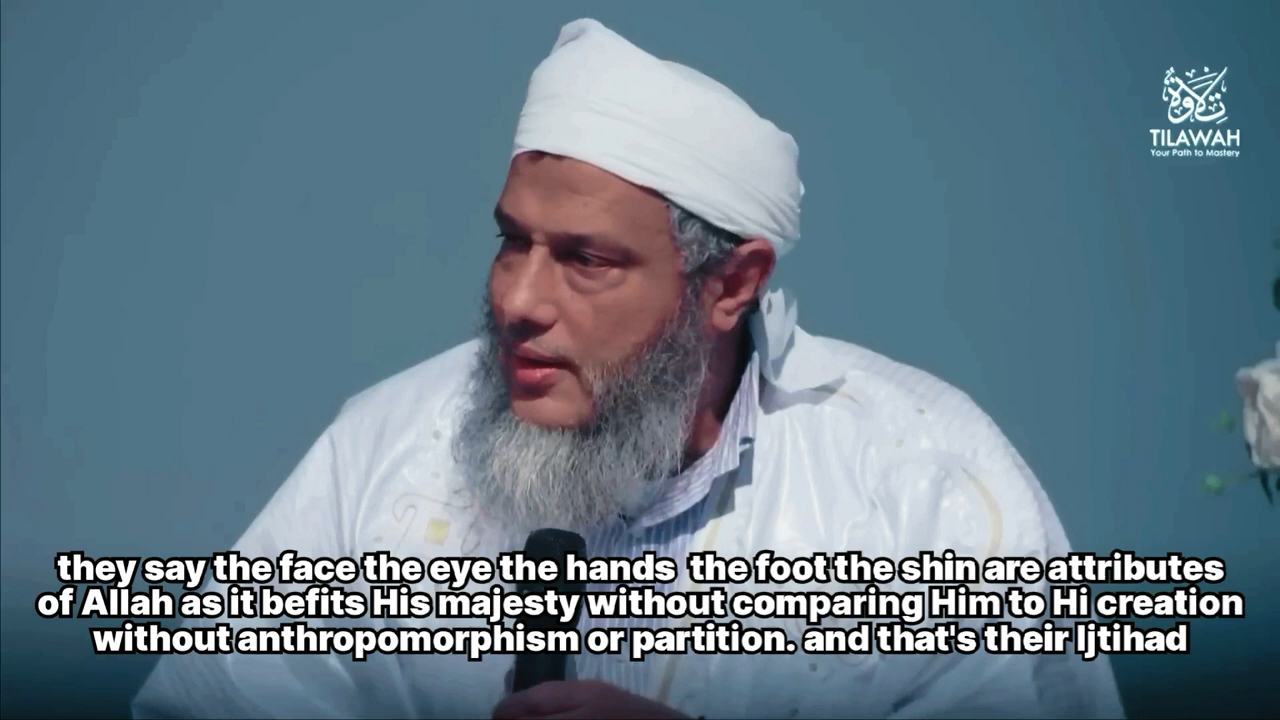 تلاوة
TILAWAH
Your Path to Mastery
they say the face the eye the hands the foot the shin are attributes
of Allah as it befits His majesty without comparing Him to Hi creation
without anthropomorphism or partition. and that's their Ijtihad